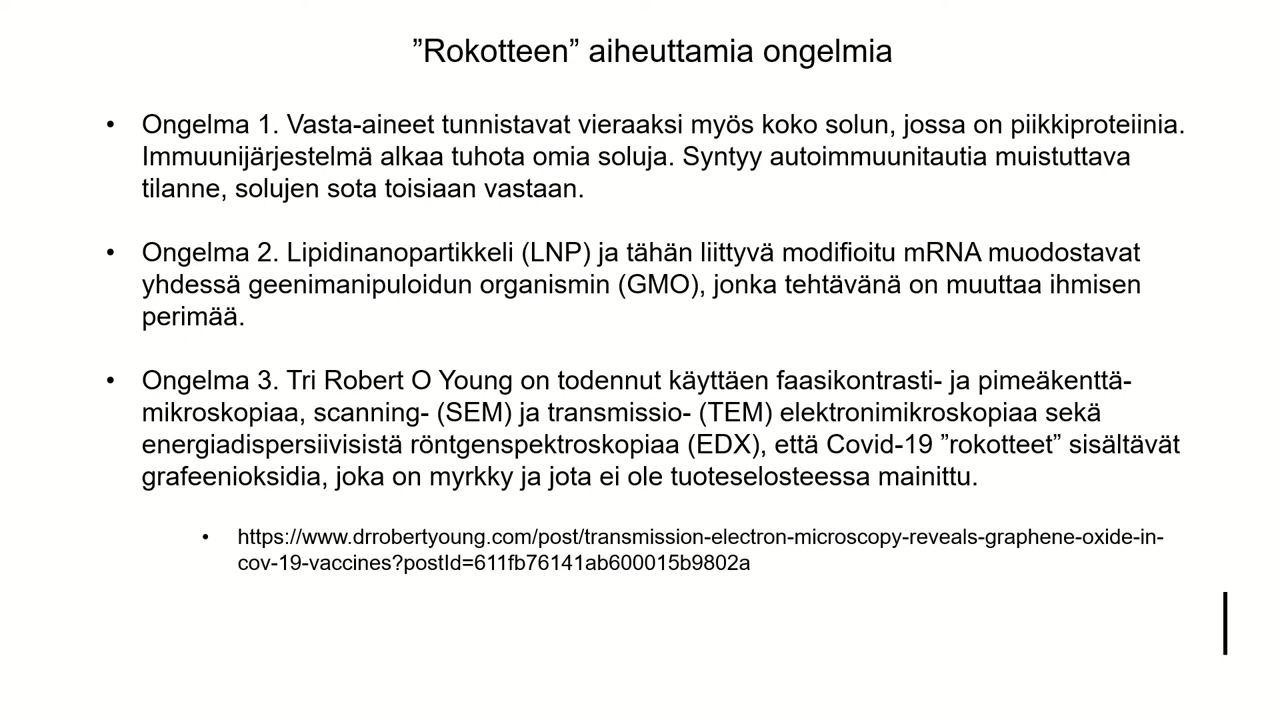 ”Rokotteen” aiheuttamia ongelmia
• Ongelma 1. Vasta-aineet tunnistavat vieraaksi myös koko solun, jossa on piikkiproteiinia.
Immuunijärjestelmä alkaa tuhota omia soluja. Syntyy autoimmuunitautia muistuttava
tilanne, solujen sota toisiaan vastaan.
• Ongelma 2. Lipidinanopartikkeli (LNP) ja tähän liittyvä modifioitu mRNA muodostavat
yhdessä geenimanipuloidun organismin (GMO), jonka tehtävänä on muuttaa ihmisen
perimää.
• Ongelma 3. Tri Robert O Young on todennut käyttäen faasikontrasti- ja pimeäkenttä-
mikroskopiaa, scanning- (SEM) ja transmissio- (TEM) elektronimikroskopiaa sekä
energiadispersiivisistä röntgenspektroskopiaa (EDX), että Covid-19 ”rokotteet” sisältävät
grafeenioksidia, joka on myrkky ja jota ei ole tuoteselosteessa mainittu.
• https://www.drrobertyoung.com/post/transmission-electron-microscopy-reveals-graphene-oxide-in-
cov-19-vaccines?postId=611fb76141ab600015b9802a